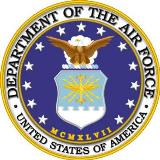 DEPARTMENT OF THE AIR FORCE
MCMXLVII
UNITED STATES OF AMERICA